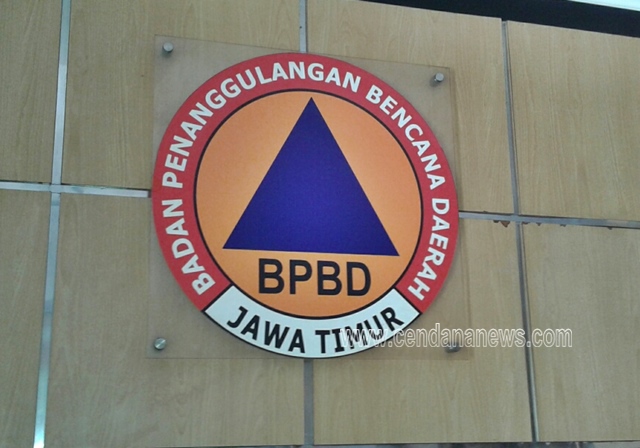 BADAN PENANGGULANGAN BENCANA DAERAH
BPBD
JAWA TIMUR
www.cendananews.com